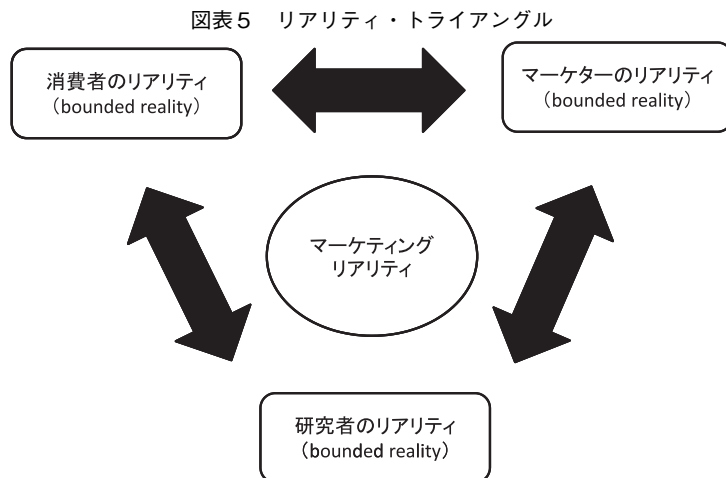 図表5 リアリティ・トライアングル
消費者のリアリティ
(bounded reality)
マーケターのリアリティ
(bounded reality)
マーケティング
リアリティ
研究者のリアリティ
(bounded reality)